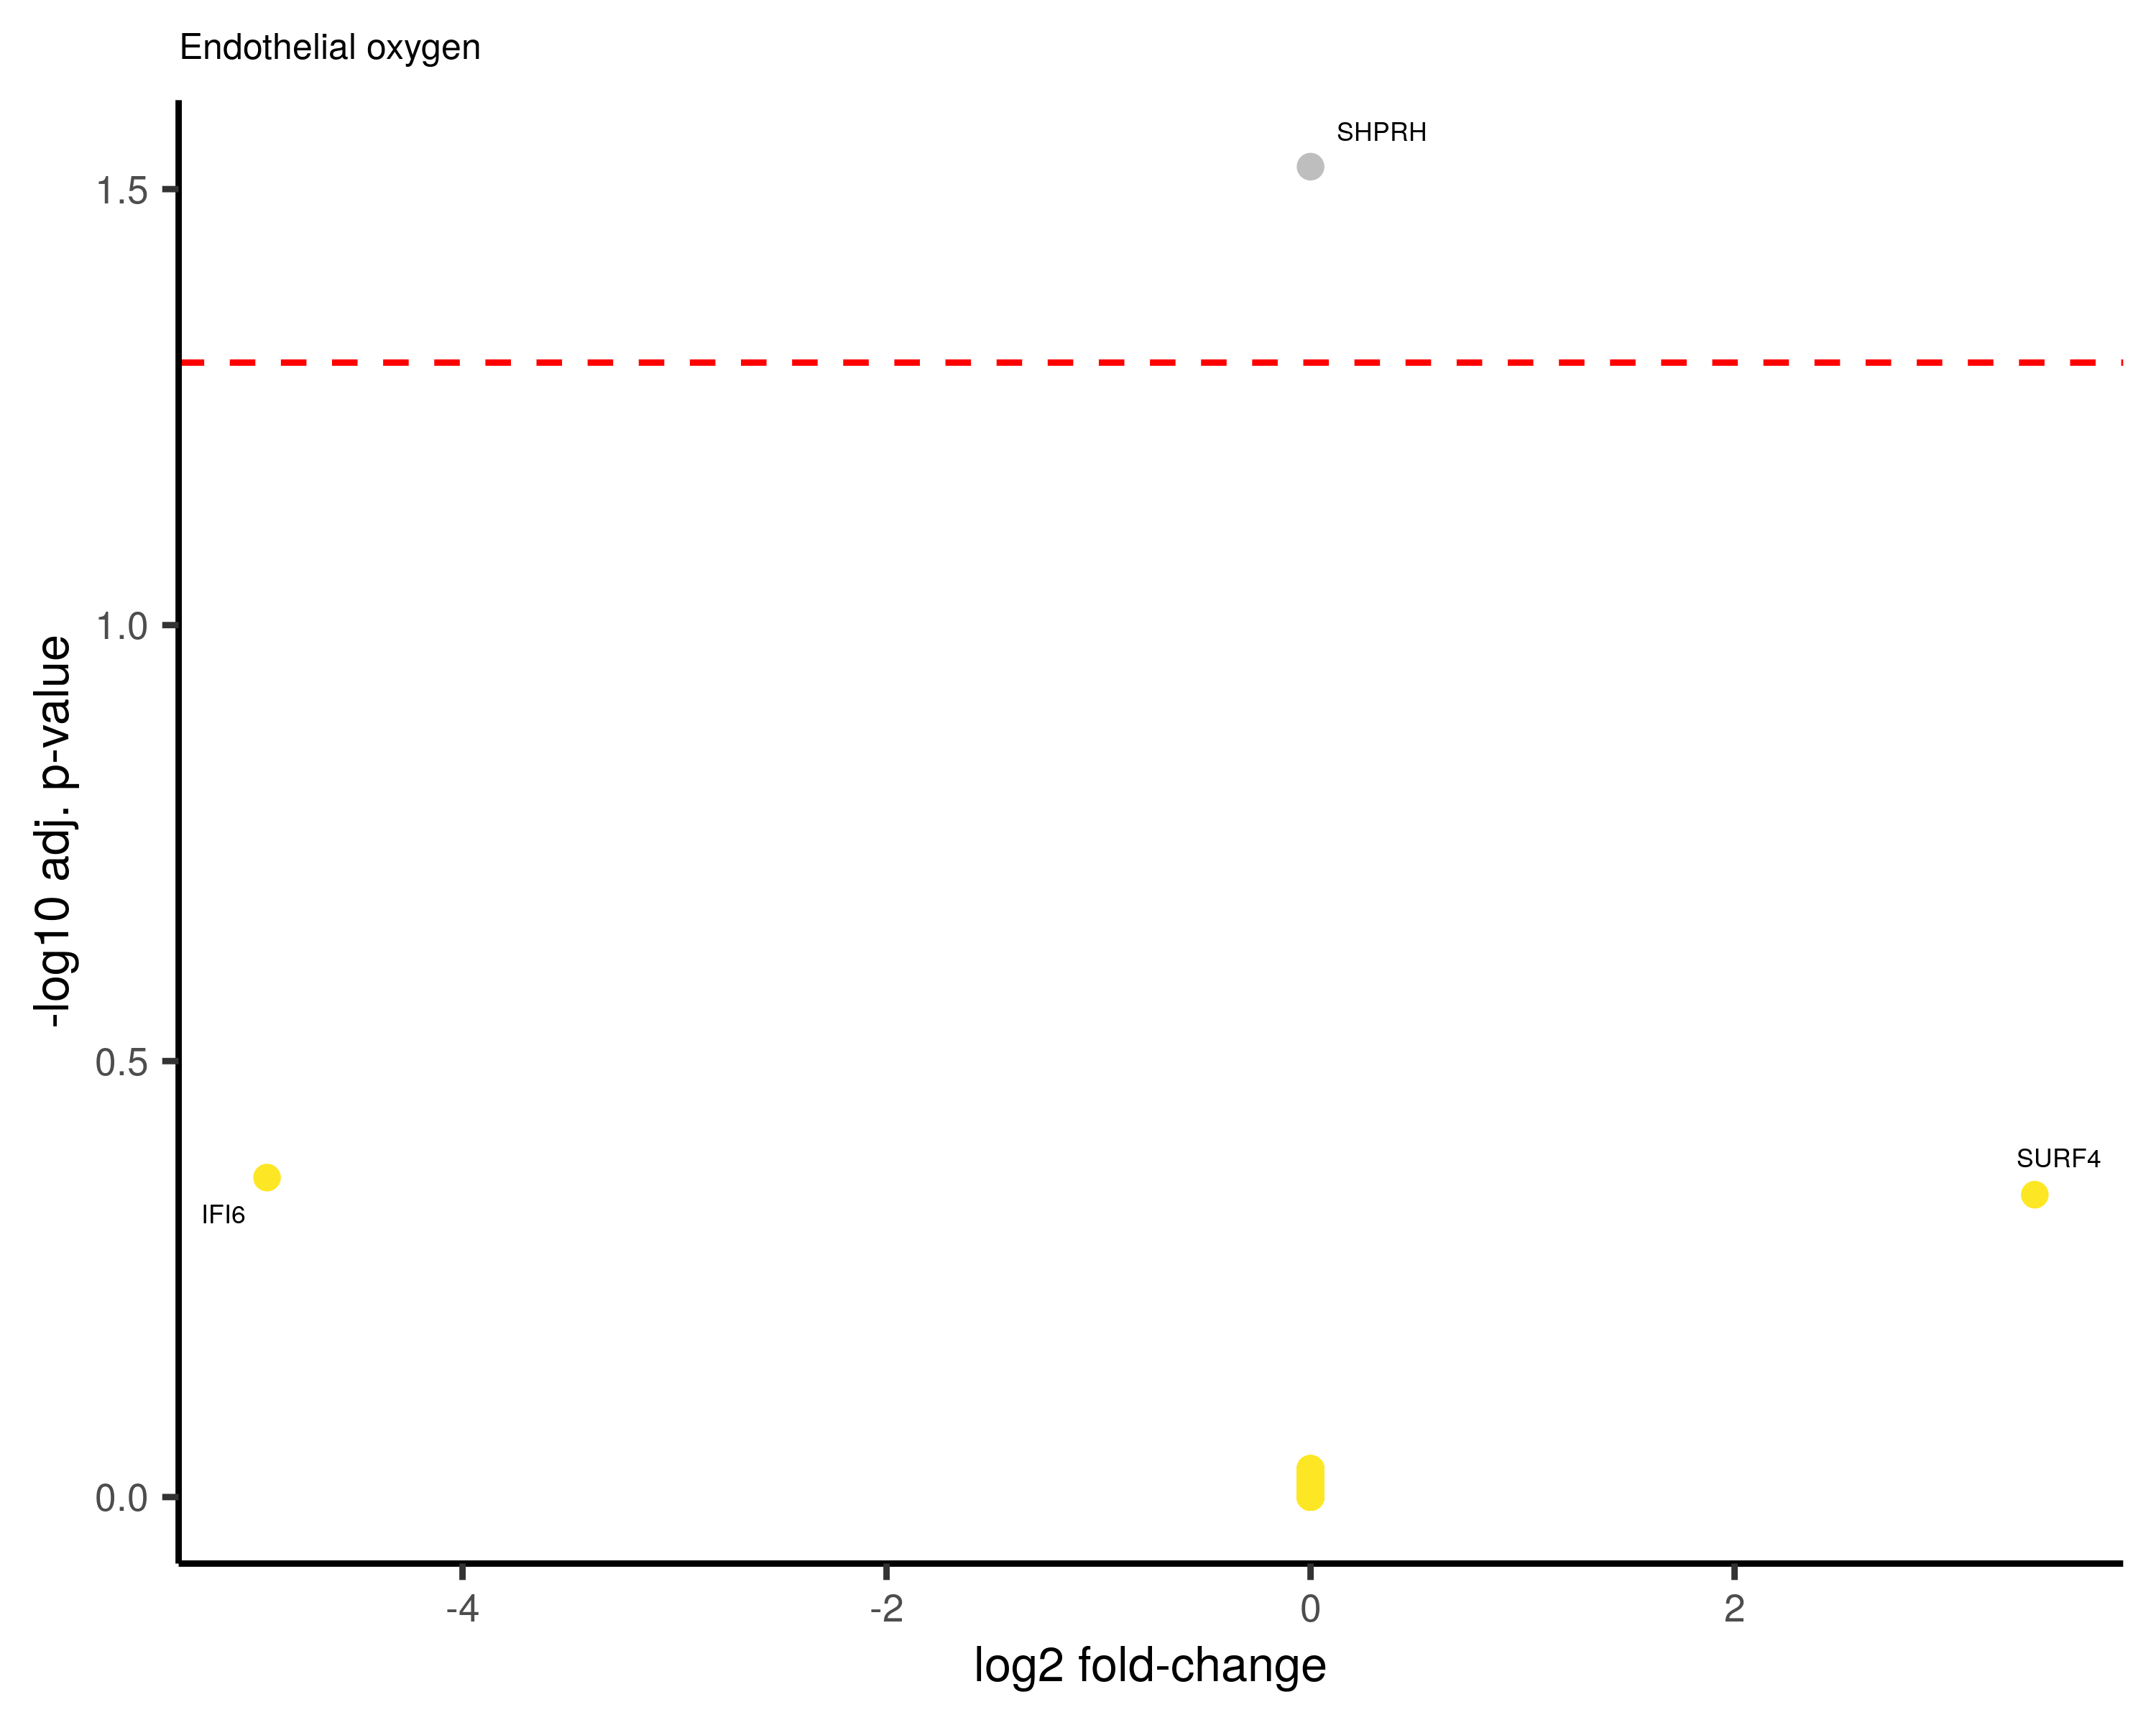 Endothelial oxygen
SHPRH
1.5
1.0
-log10 adj. p-value
0.5
SURF4
IFI6
0.0
-4
-2
0
2
log2 fold-change